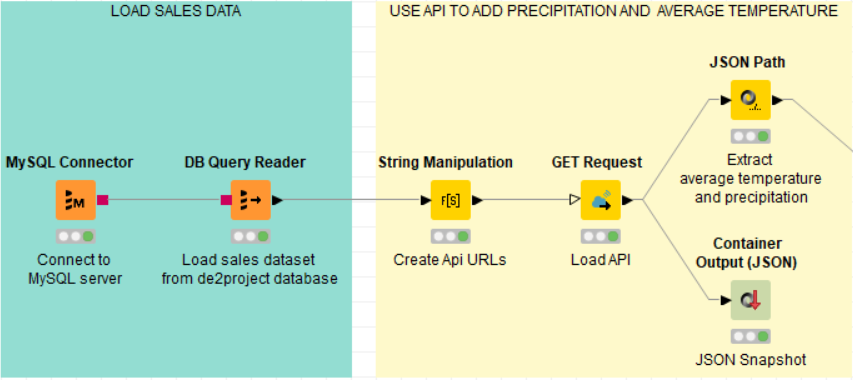 LOAD SALES DATA
USE API TO ADD PRECIPITATION AND AVERAGE TEMPERATURE
JSON Path
Extract
average temperature
and precipitation
MySQL Connector
M
Connect to
MySQL server
DB Query Reader
Load sales dataset
from de2project database
String Manipulation
F[S]
Create Api URLs
GET Request
Load API
Container
Output (JSON)
JSON Snapshot